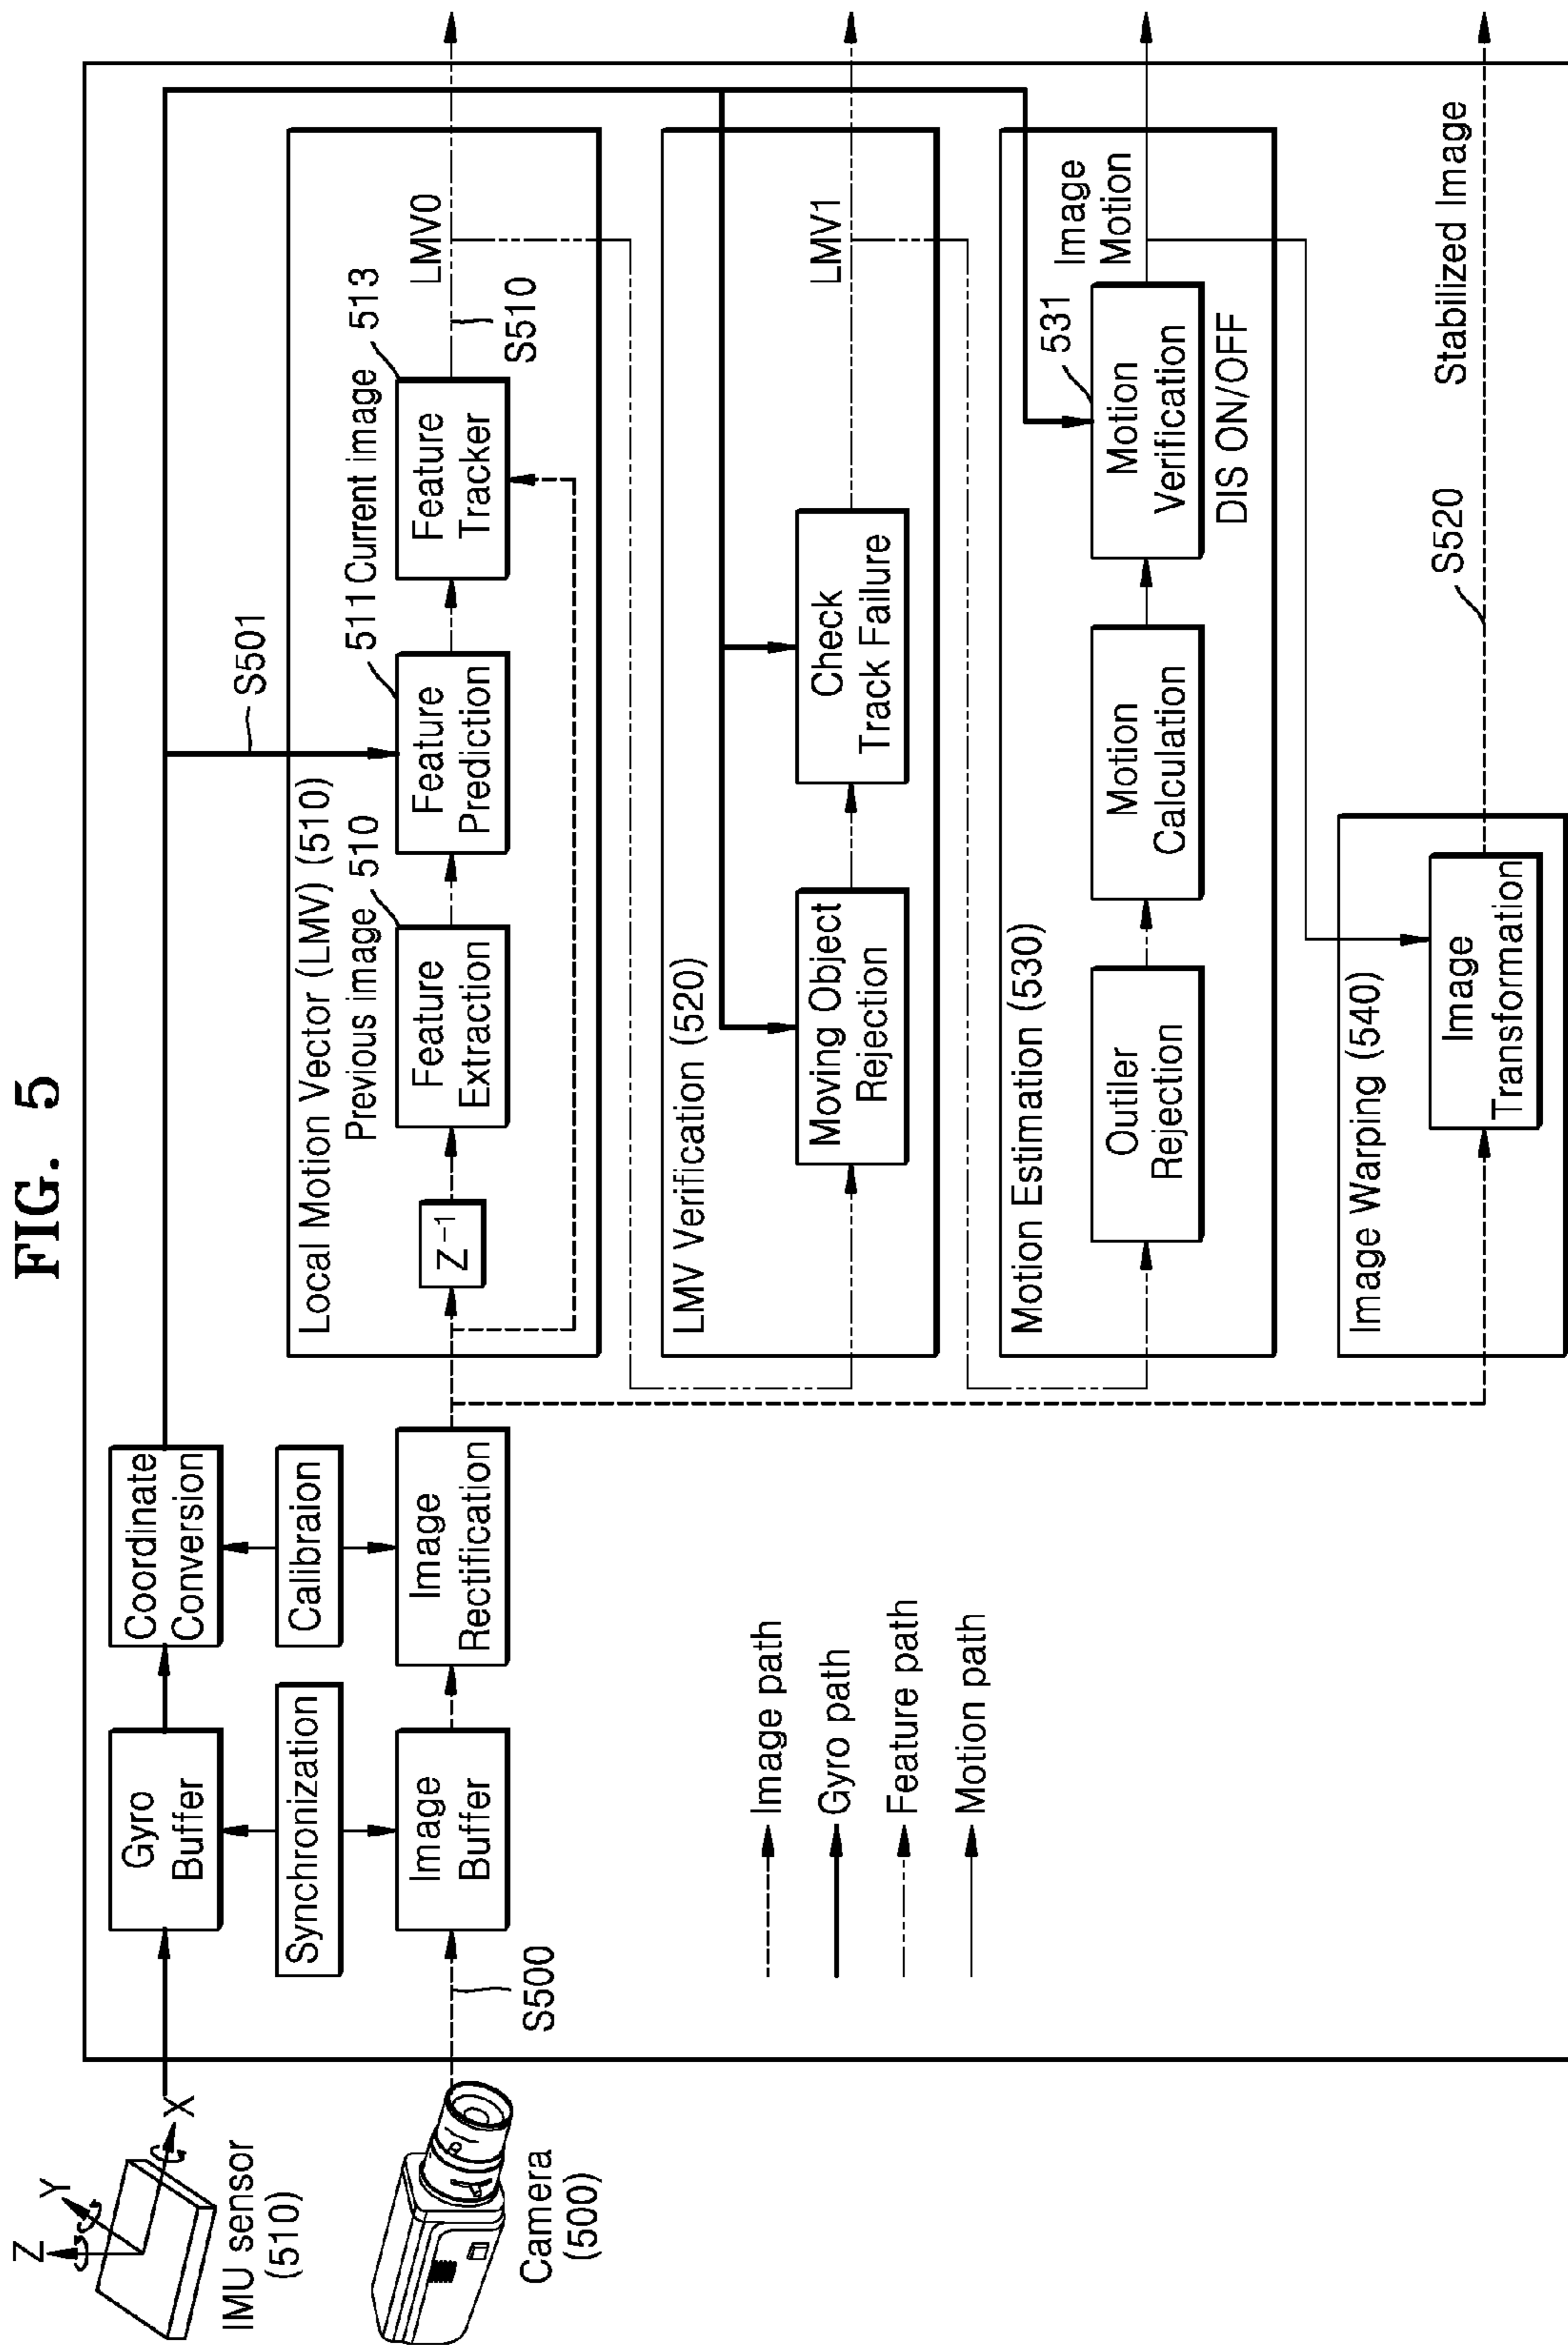 FIG. 5
Z
Y
X
IMU sensor
(510)
Camera
(500)
S500
Gyro
Buffer
Synchronization
Image
Buffer
Coordinate
Conversion
Calibraion
Image
Rectification
Image path
Gyro path
Feature path
Motion path
S501
Local Motion Vector (LMV) (510)
Previous image 510
511 Current image 513
Z-1
Feature
Extraction
Feature
Prediction
Feature
Tracker
LMV0
S510
LMV Verification (520)
Moving Object
Rejection
Check
Track Failure
LMV1
Motion Estimation (530)
Outiler
Rejection
Motion
Calculation
531
Motion
Verification
DIS ON/OFF
Image
Motion
Image Warping (540)
Image
Transformation
S520
Stabilized Image